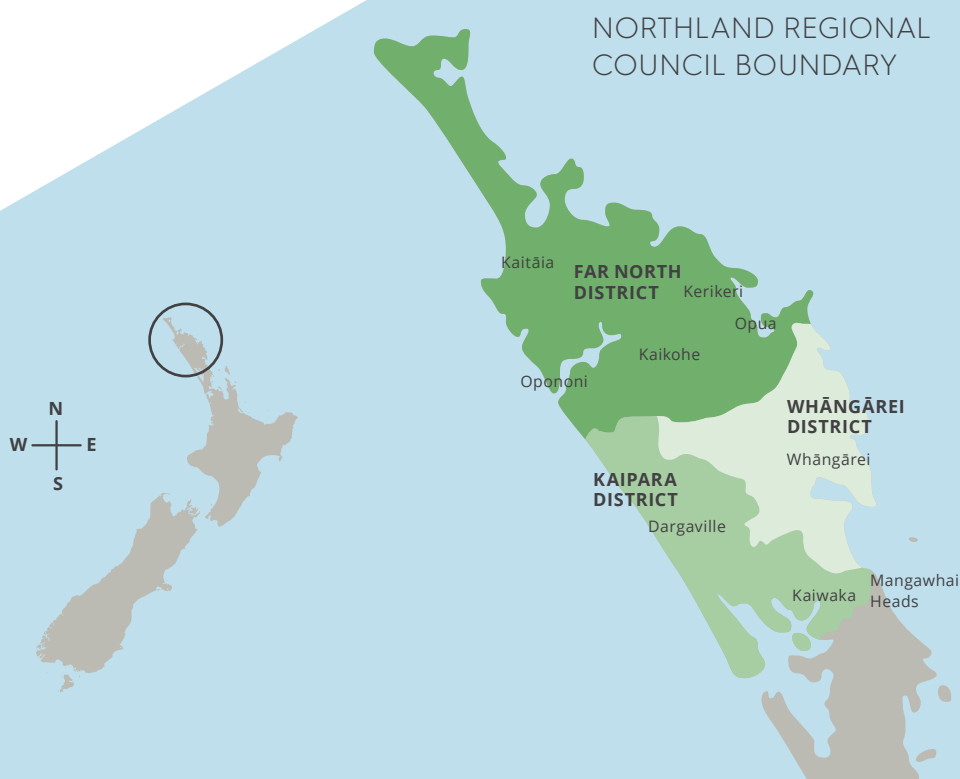 NORTHLAND REGIONAL
COUNCIL BOUNDARY
Kaitāia
FAR NORTH
DISTRICT
Kerikeri
Opua
Kaikohe
Opononi
N
W
E
S
WHĀNGĀREI
DISTRICT
Whāngārei
KAIPARA
DISTRICT
Dargaville
Kaiwaka
Mangawhai
Heads